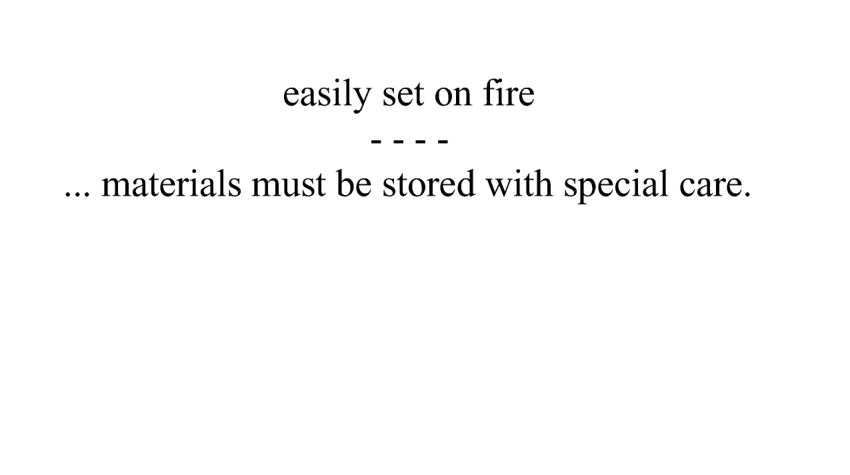 easily set on fire
- - - -
... materials must be stored with special care.